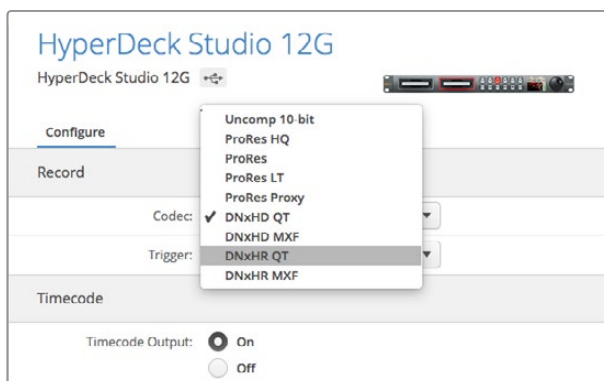 HyperDeck Studio 12G
HyperDeck Studio 12G
Configure
Record
Codec:
Uncomp 10-bit
ProRes HQ
ProRes
ProRes LT
ProRes Proxy
✓ DNxHD QT
DNxHD MXF
DNxHR QT
DNxHR MXF
Trigger:
Timecode
Timecode Output:
On
Off